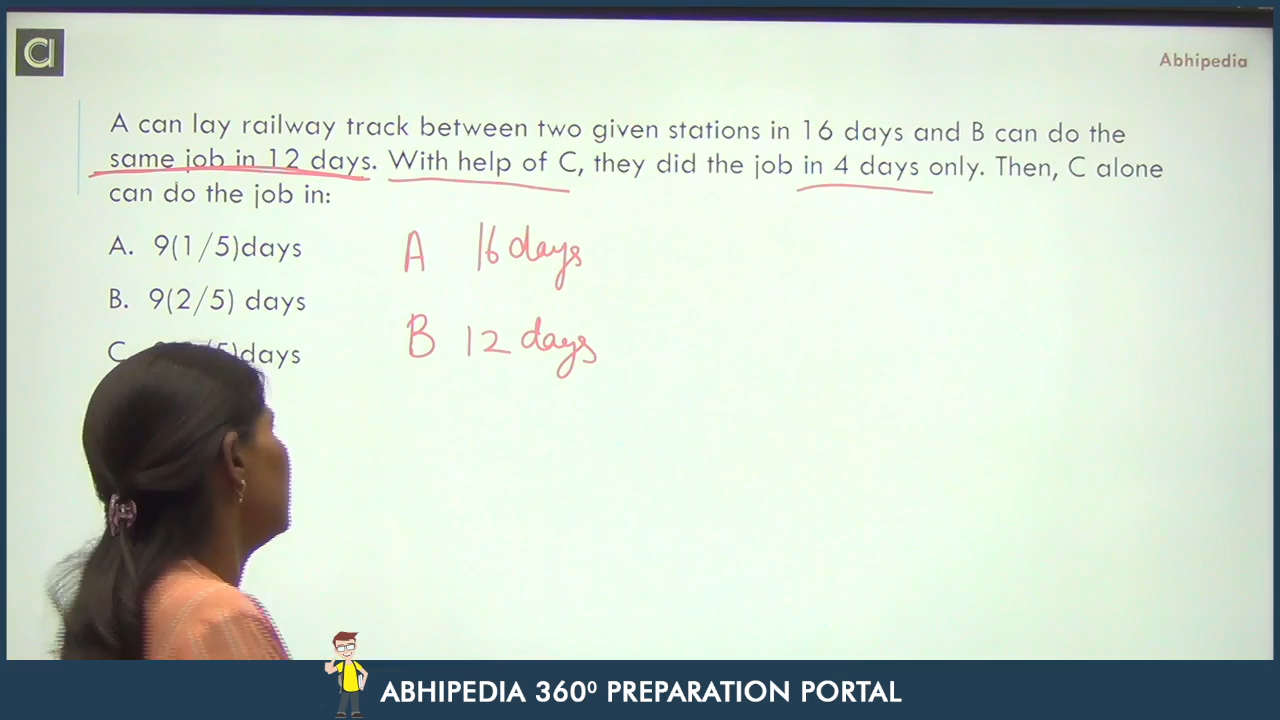 a
Abhipedia
A can lay railway track between two given stations in 16 days and B can do the
same job in 12 days. With help of C, they did the job in 4 days only. Then, C alone
can do the job in:
A. 9(1/5)days
B. 9(2/5) days
C. days
A 16 days
B 12 days
ABHIPEDIA 360⁰ PREPARATION PORTAL